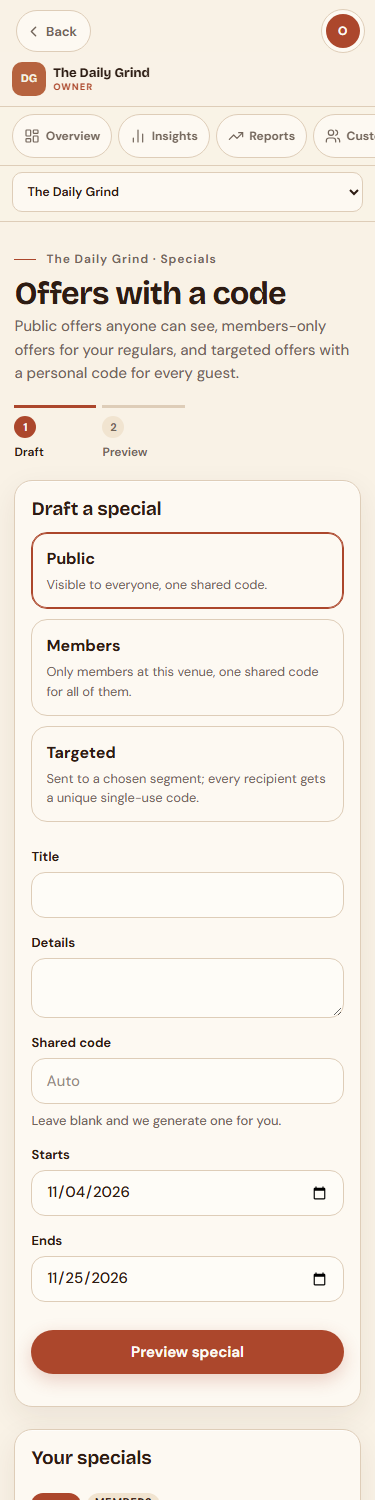 Back
O
DG
The Daily Grind
OWNER
Overview
Insights
Reports
The Daily Grind
The Daily Grind · Specials
Offers with a code
Public offers anyone can see, members-only
offers for your regulars, and targeted offers with
a personal code for every guest.
1
2
Draft
Preview
Draft a special
Public
Visible to everyone, one shared code.
Members
Only members at this venue, one shared code
for all of them.
Targeted
Sent to a chosen segment; every recipient gets
a unique single-use code.
Title
Details
Shared code
Auto
Leave blank and we generate one for you.
Starts
11/04/2026
Ends
11/25/2026
Preview special
Your specials